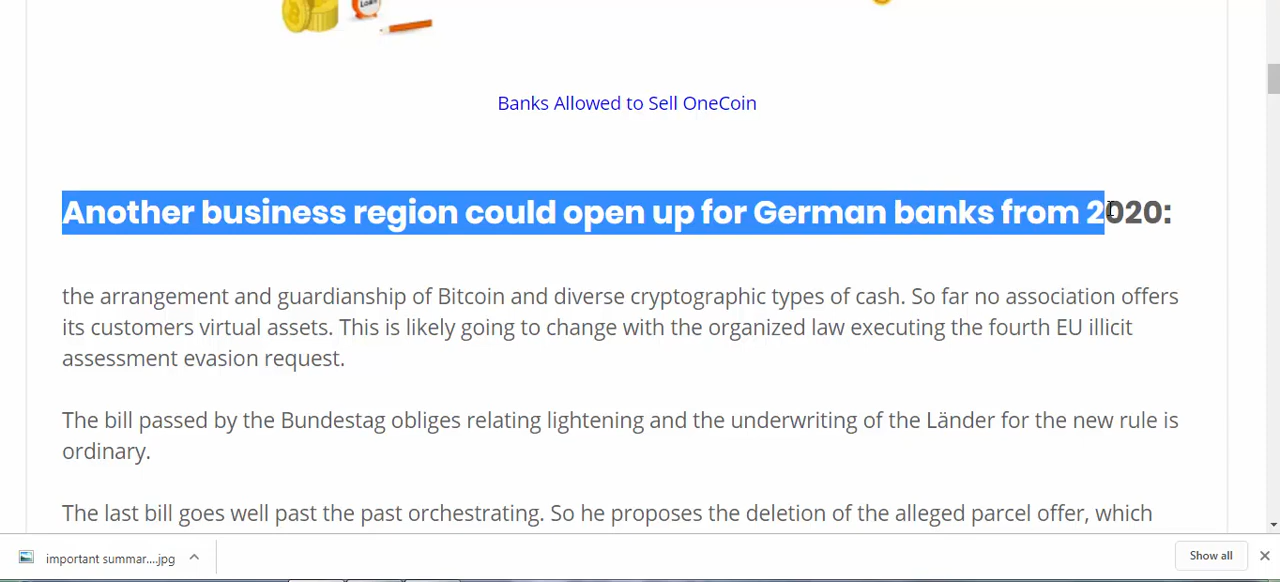 LOAN
Banks Allowed to Sell OneCoin
Another business region could open up for German banks from 2020:
the arrangement and guardianship of Bitcoin and diverse cryptographic types of cash. So far no association offers
its customers virtual assets. This is likely going to change with the organized law executing the fourth EU illicit
assessment evasion request.
The bill passed by the Bundestag obliges relating lightening and the underwriting of the Länder for the new rule is
ordinary.
The last bill goes well past the past orchestrating. So he proposes the deletion of the alleged parcel offer, which
important summar....jpg
Show all